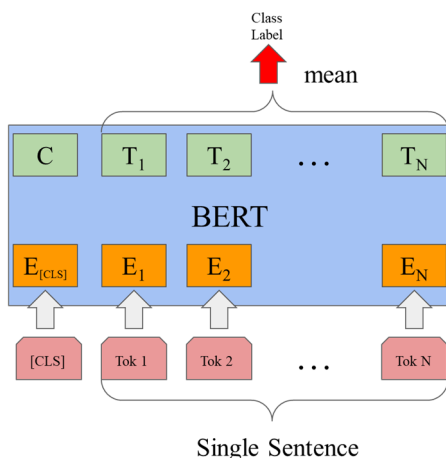 Class
Label
mean
C T1 T2 ... TN
BERT
E[CLS] E1 E2 EN
[CLS] Tok 1 Tok 2 ... Tok N
Single Sentence